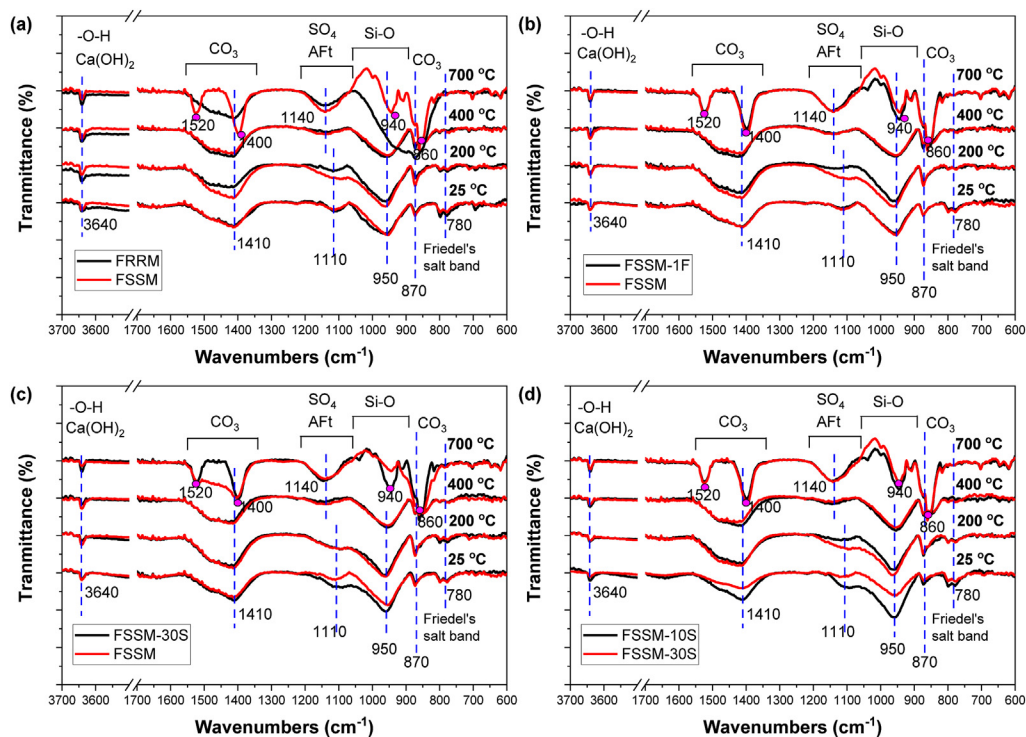 (a)
-O-H
Ca(OH)2
CO3
SO4
AFt
Si-O
CO3
700 °C
400 °C
200 °C
25 °C
1520
1400
1140
940
860
3640
1410
1110
950
870
780
Friedel's
salt band
FRRM
FSSM
Tranmittance (%)
3700 3600 1500 1400 1300 1200 1100 1000 900 800 700 600
Wavenumbers (cm-1)
(b)
-O-H
Ca(OH)2
CO3
SO4
AFt
Si-O
CO3
700 °C
400 °C
200 °C
25 °C
1520
1400
1140
940
860
3640
1410
1110
950
870
780
Friedel's
salt band
FSSM-1F
FSSM
Tranmittance (%)
3700 3600 1500 1400 1300 1200 1100 1000 900 800 700 600
Wavenumbers (cm-1)
(c)
-O-H
Ca(OH)2
CO3
SO4
AFt
Si-O
CO3
700 °C
400 °C
200 °C
25 °C
1520
1400
1140
940
860
3640
1410
1110
950
870
780
Friedel's
salt band
FSSM-30S
FSSM
Tranmittance (%)
3700 3600 1500 1400 1300 1200 1100 1000 900 800 700 600
Wavenumbers (cm-1)
(d)
-O-H
Ca(OH)2
CO3
SO4
AFt
Si-O
CO3
700 °C
400 °C
200 °C
25 °C
1520
1400
1140
940
860
3640
1410
1110
950
870
780
Friedel's
salt band
FSSM-10S
FSSM-30S
Tranmittance (%)
3700 3600 1500 1400 1300 1200 1100 1000 900 800 700 600
Wavenumbers (cm-1)